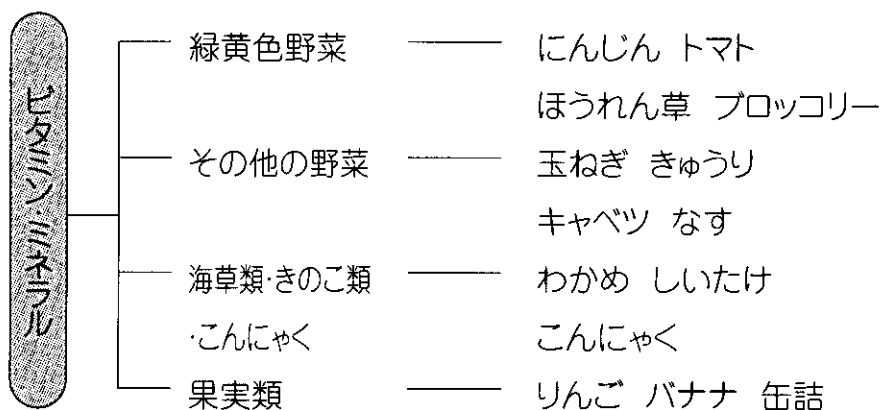 ビタミン・ミネラル
緑黄色野菜 にんじん トマト
ほうれん草 ブロッコリー
その他の野菜 玉ねぎ きゅうり
キャベツ なす
海草類・きのこ類 わかめ しいたけ
・こんにゃく こんにゃく
果実類 りんご バナナ 缶詰